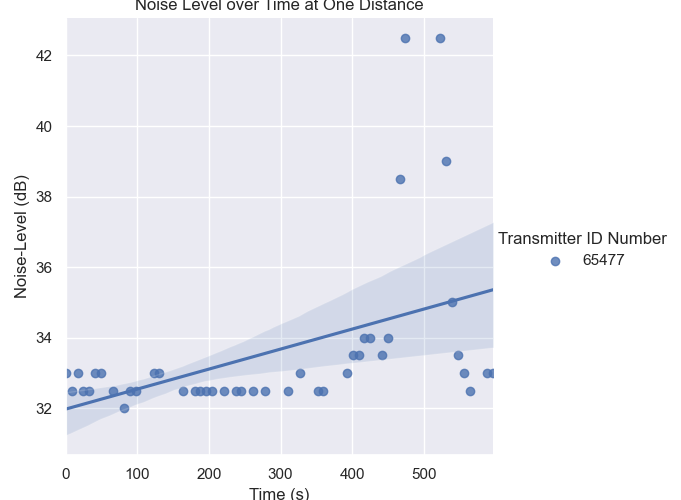 Noise Level over Time at One Distance
42
40
38
36
34
32
Noise-Level (dB)
0 100 200 300 400 500
Time (s)
Transmitter ID Number
65477